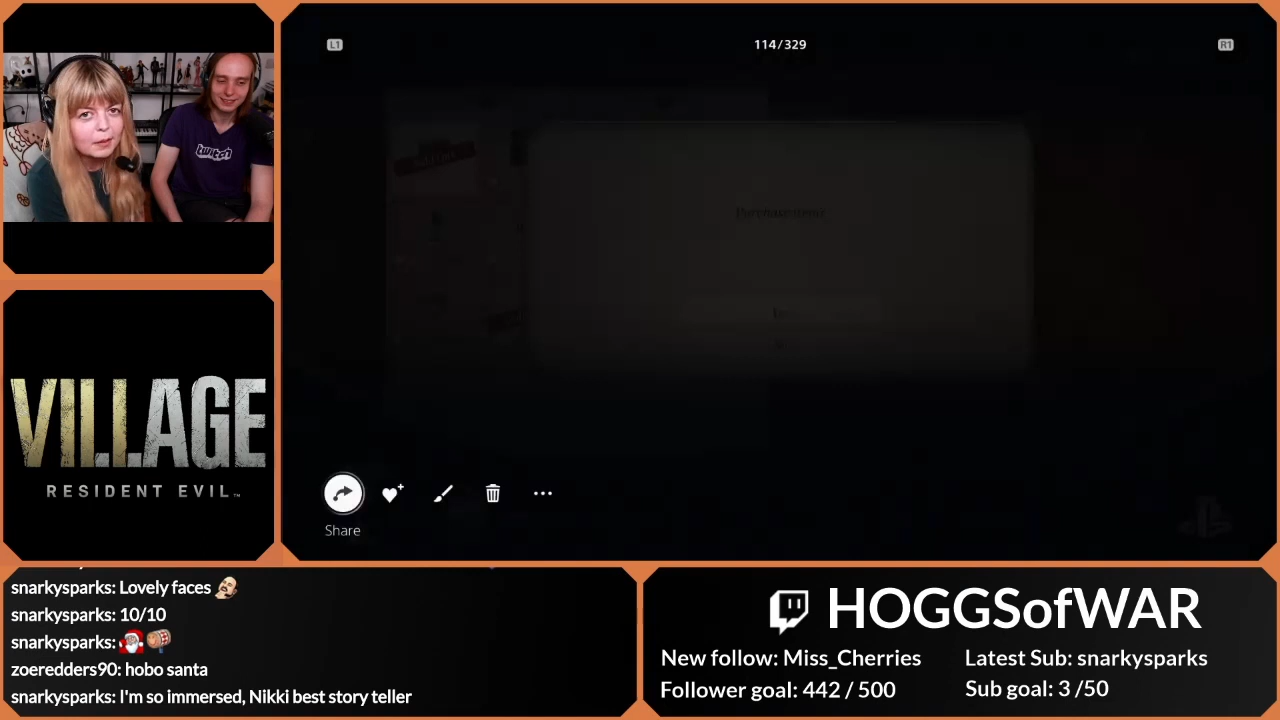 L1
114/329
R1
Share
twitch
VILLAGE
RESIDENT EVIL™
snarkysparks: Lovely faces
snarkysparks: 10/10
snarkysparks:
zoeredders90: hobo santa
snarkysparks: I'm so immersed, Nikki best story teller
HOGGSofWAR
New follow: Miss_Cherries
Latest Sub: snarkysparks
Follower goal: 442 / 500
Sub goal: 3 /50